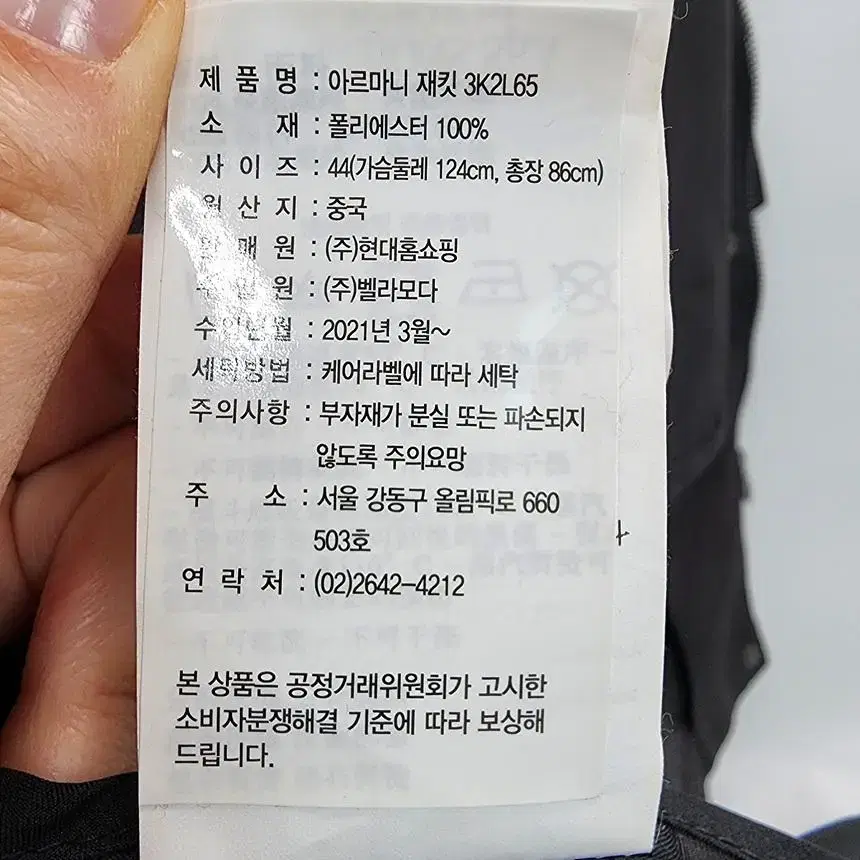 제 품 명 : 아르마니 재킷 3K2L65
소 재 : 폴리에스터 100%
사 이 즈 : 44(가슴둘레 124cm, 총장 86cm)
원 산 지 : 중국
판 매 원 : (주)현대홈쇼핑
수 입 원 : (주)벨라모다
수입년월 : 2021년 3월~
세탁방법 : 케어라벨에 따라 세탁
주의사항 : 부자재가 분실 또는 파손되지
않도록 주의요망
주 소 : 서울 강동구 올림픽로 660
503호
연 락 처 : (02)2642-4212
본 상품은 공정거래위원회가 고시한
소비자분쟁해결 기준에 따라 보상해
드립니다.